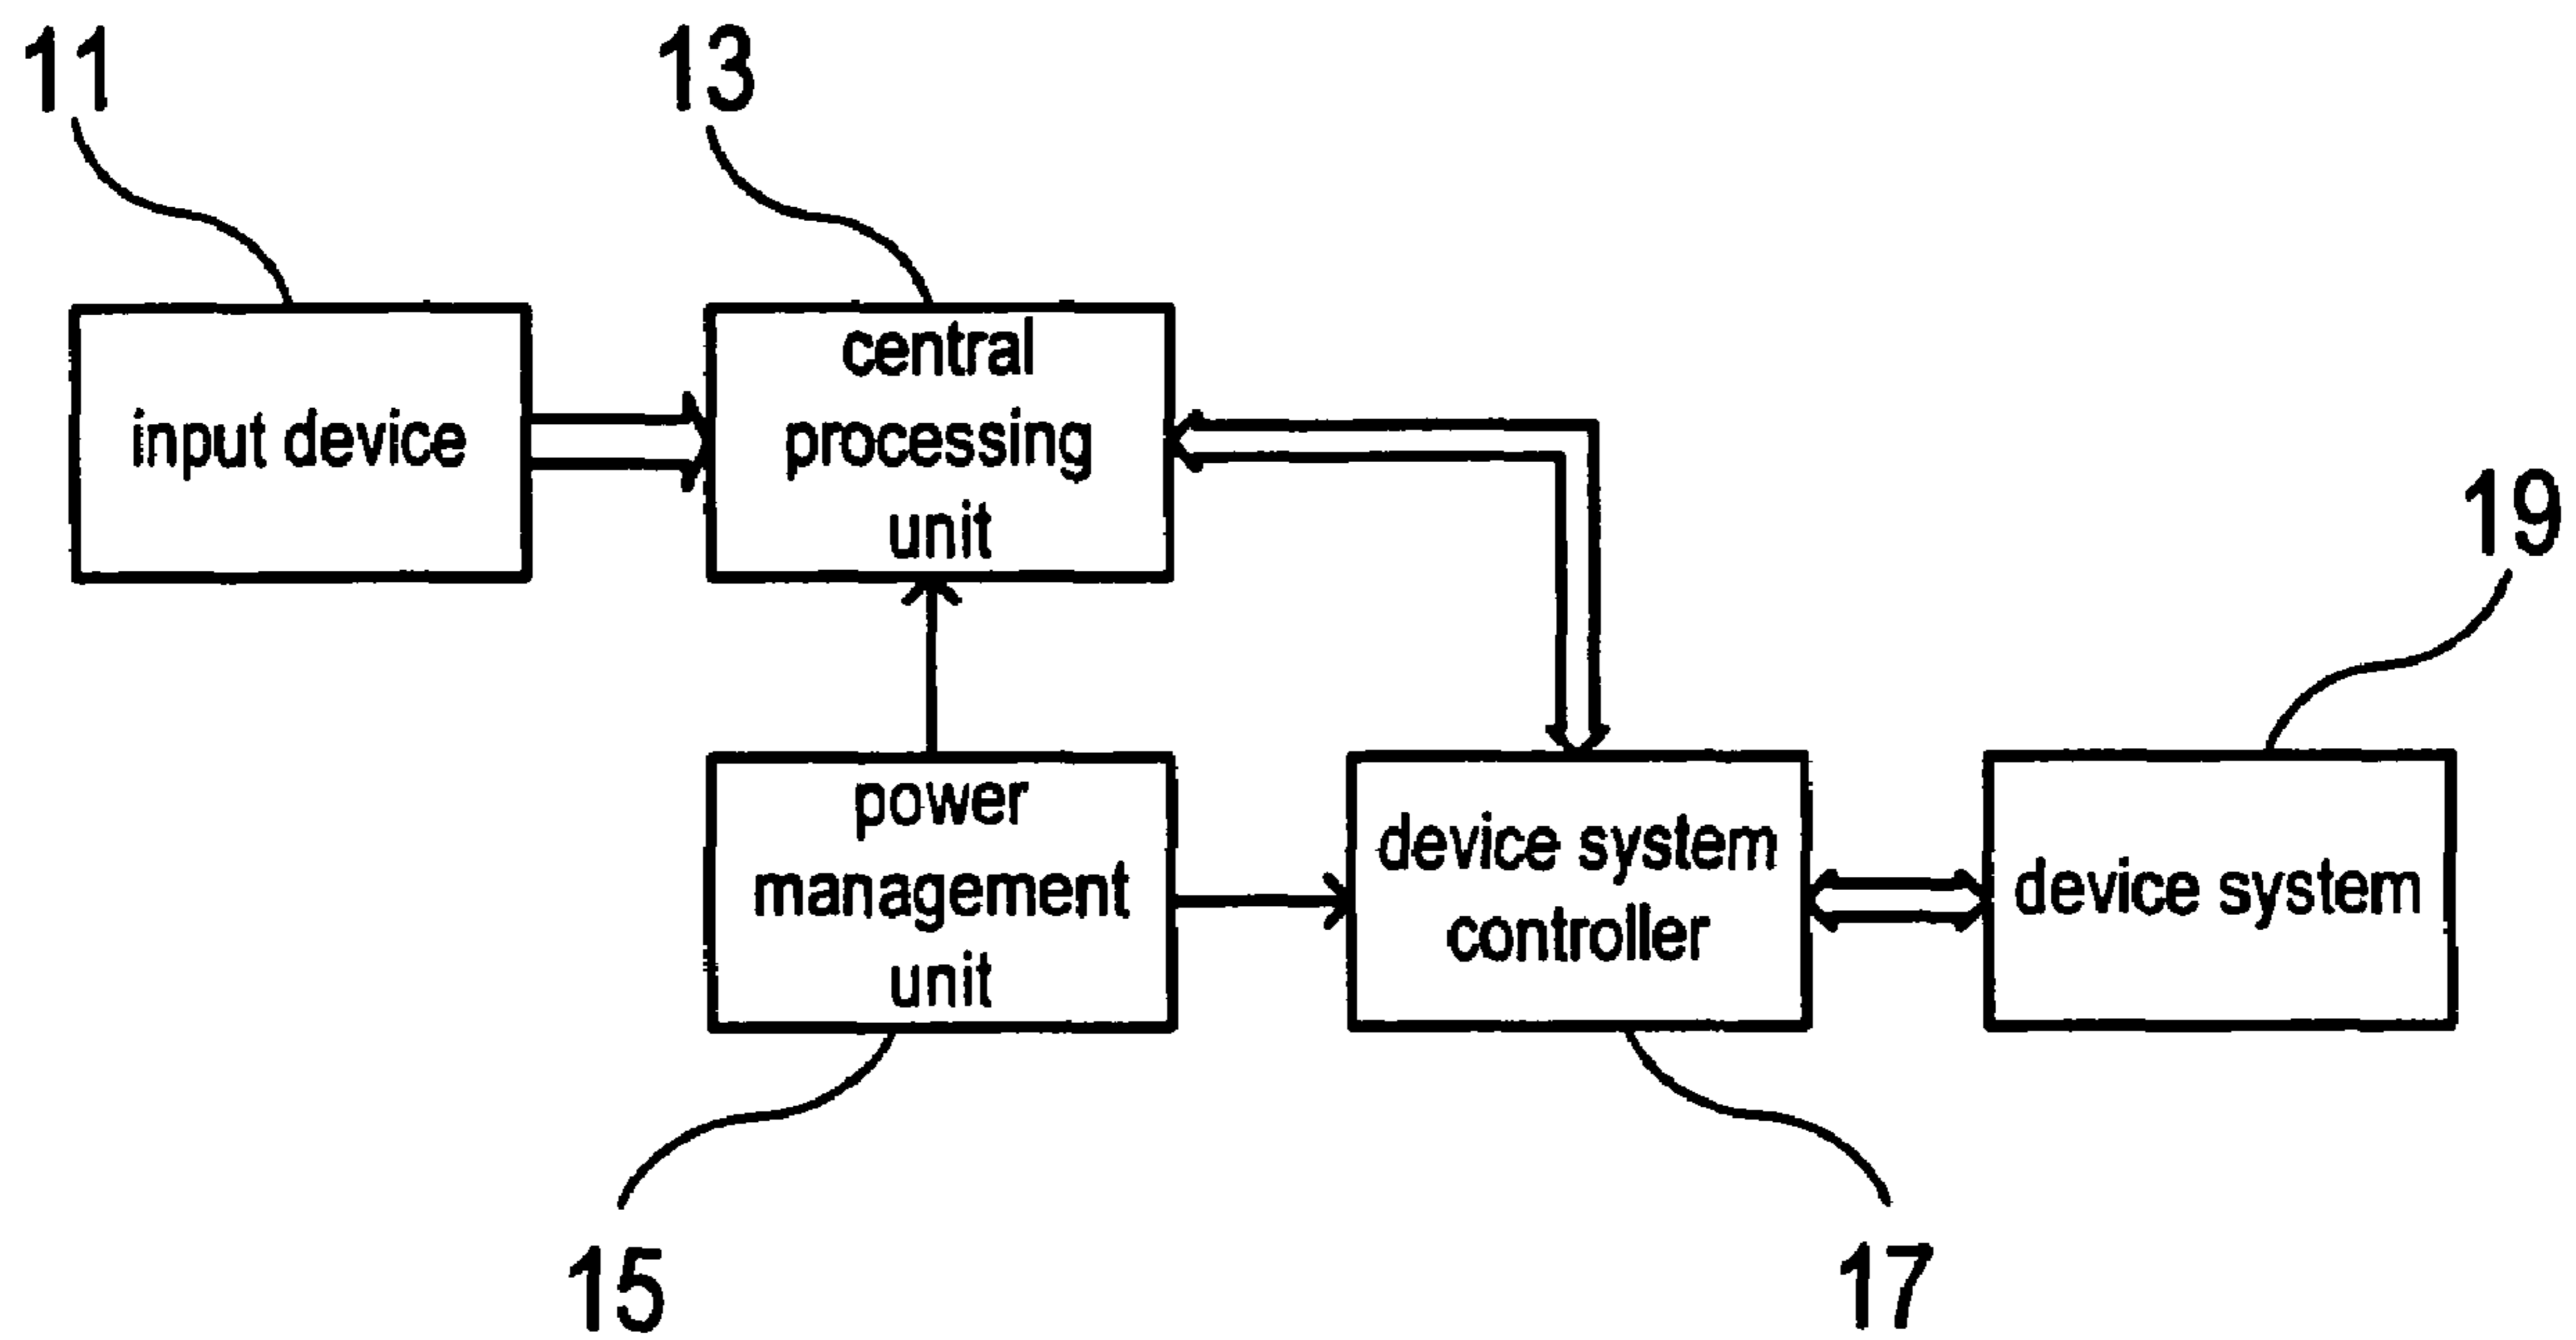 11
13
input device
central
processing
unit
19
power
management
unit
device system
controller
device system
15
17